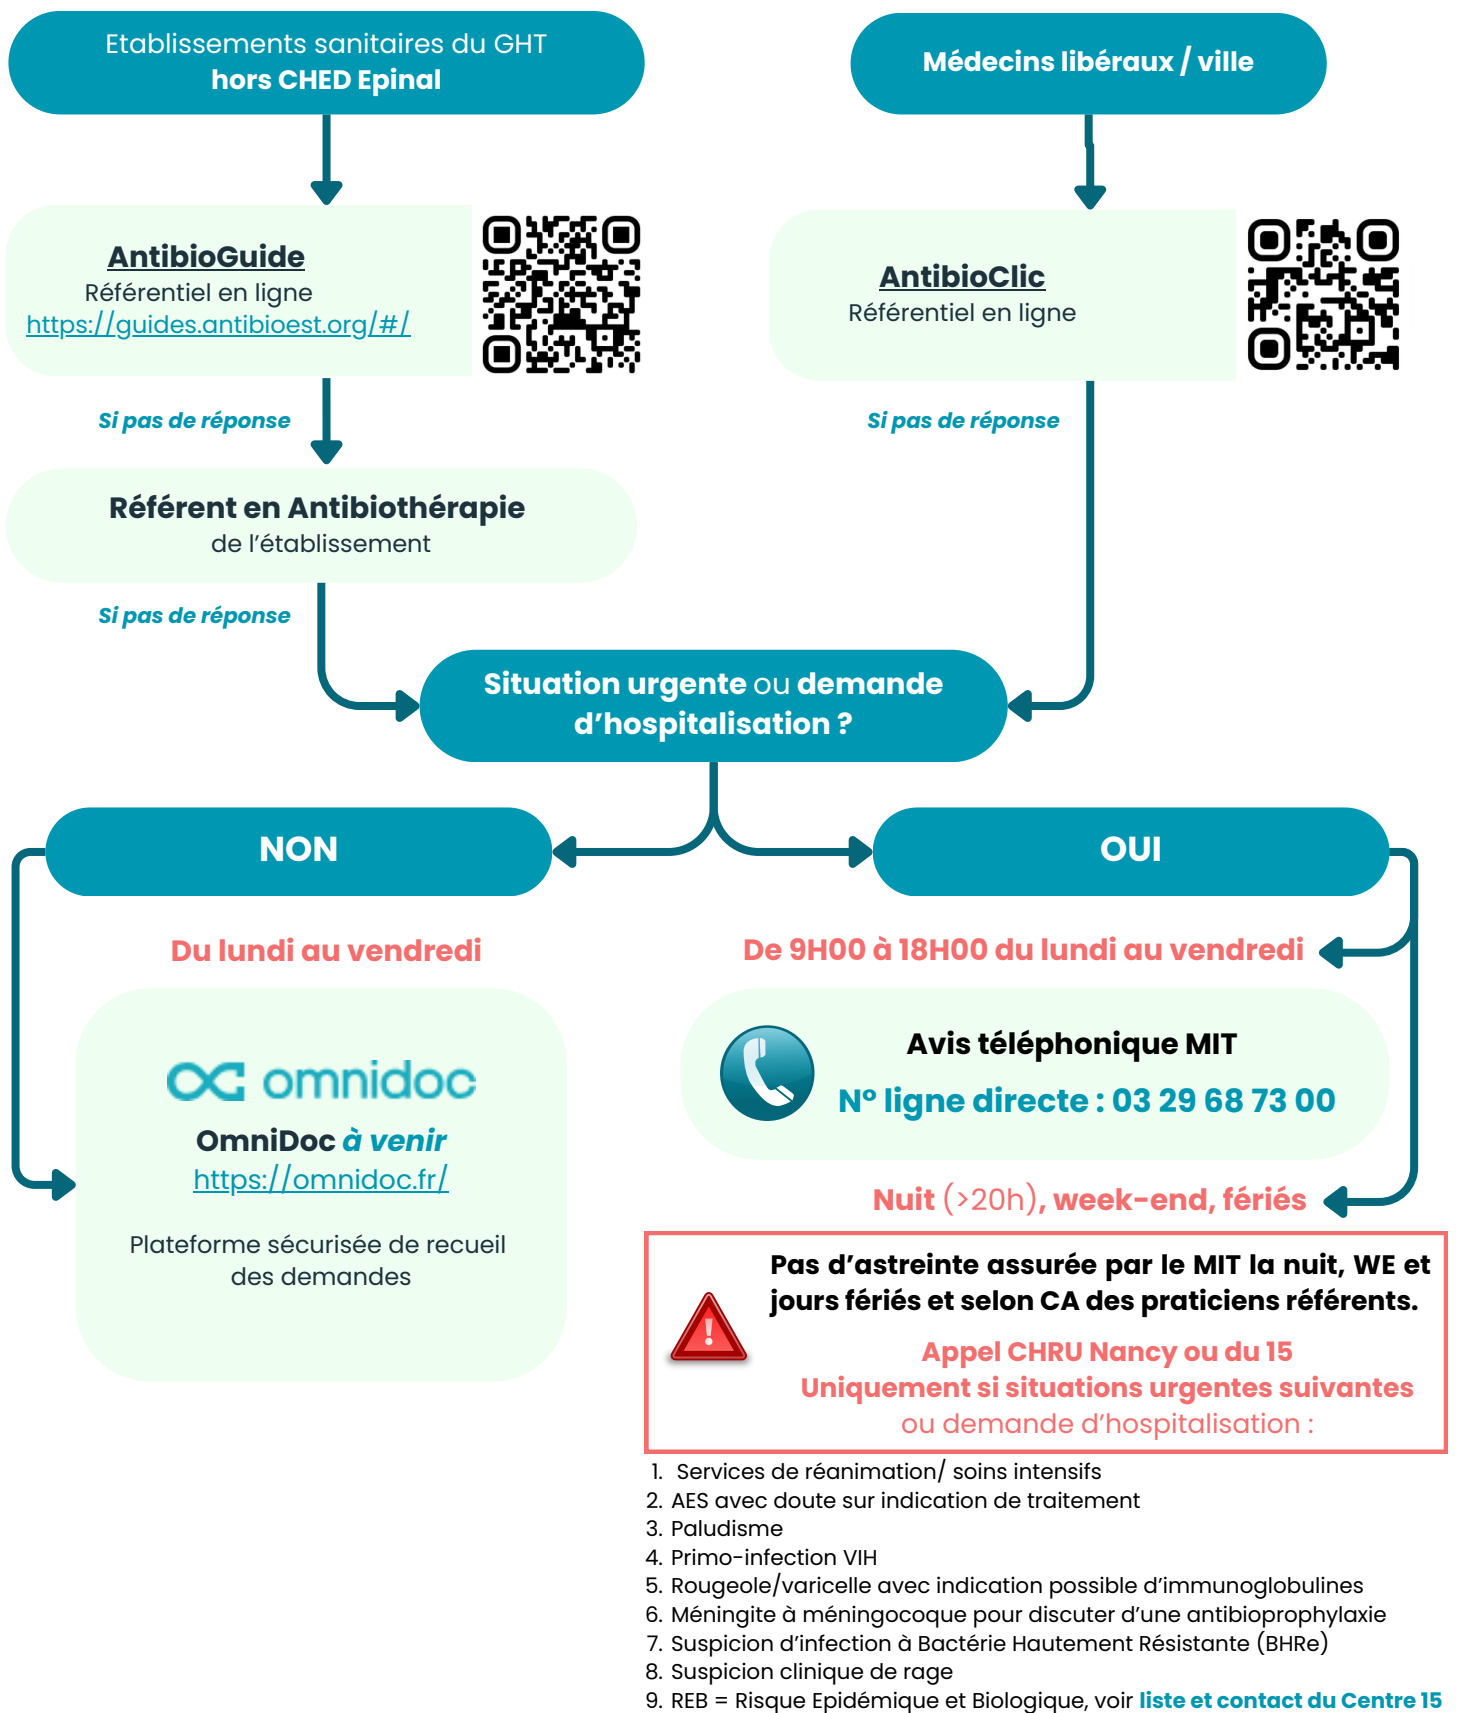 Etablissements sanitaires du GHT
hors CHED Epinal
Médecins libéraux / ville
AntibioGuide
Référentiel en ligne
https://guides.antibioest.org/#/
AntibioClic
Référentiel en ligne
Si pas de réponse
Si pas de réponse
Référent en Antibiothérapie
de l'établissement
Si pas de réponse
Situation urgente ou demande
d'hospitalisation ?
NON
OUI
Du lundi au vendredi
omnidoc
OmniDoc à venir
https://omnidoc.fr/
Plateforme sécurisée de recueil
des demandes
De 9H00 à 18H00 du lundi au vendredi
Avis téléphonique MIT
N° ligne directe : 03 29 68 73 00
Nuit (>20h), week-end, fériés
Pas d'astreinte assurée par le MIT la nuit, WE et
jours fériés et selon CA des praticiens référents.
Appel CHRU Nancy ou du 15
Uniquement si situations urgentes suivantes
ou demande d'hospitalisation :
1. Services de réanimation/ soins intensifs
2. AES avec doute sur indication de traitement
3. Paludisme
4. Primo-infection VIH
5. Rougeole/varicelle avec indication possible d'immunoglobulines
6. Méningite à méningocoque pour discuter d'une antibioprophylaxie
7. Suspicion d'infection à Bactérie Hautement Résistante (BHRe)
8. Suspicion clinique de rage
9. REB = Risque Epidémique et Biologique, voir liste et contact du Centre 15